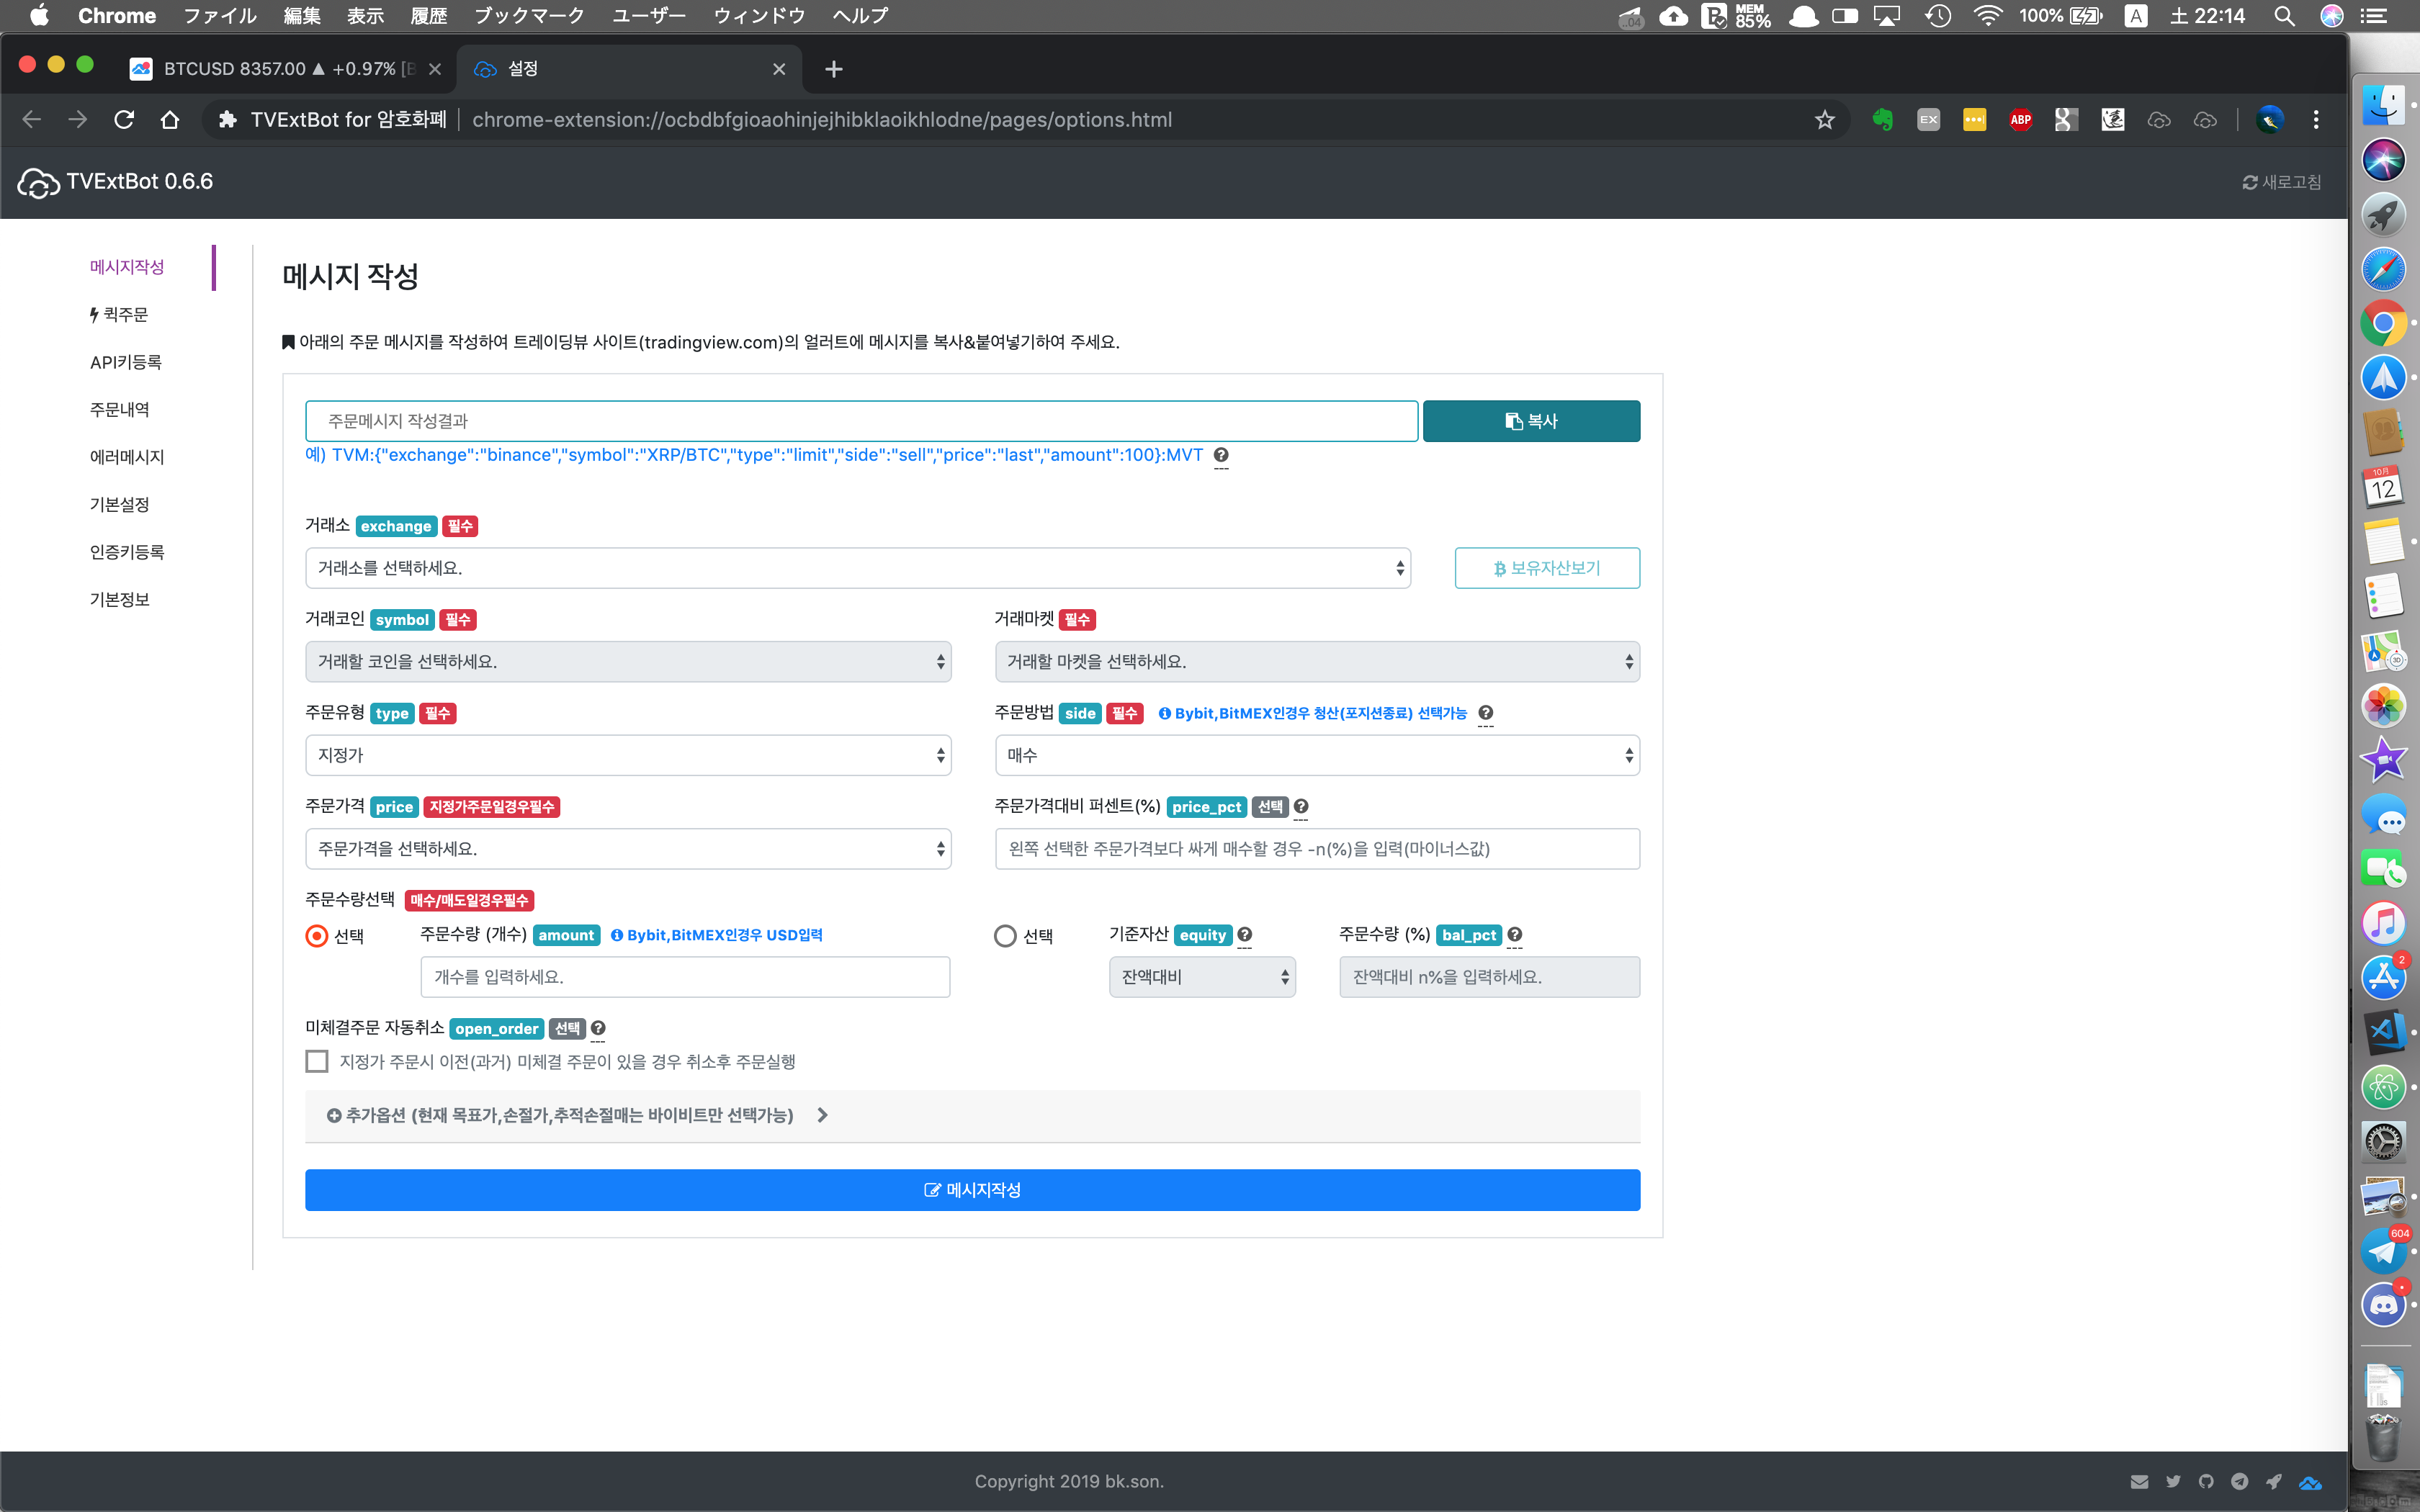 Chrome ファイル 編集 表示 履歴 ブックマーク ユーザー ウィンドウ ヘルプ MEM 85% 100% A 土 22:14
BTCUSD 8357.00 ▲ +0.97% [ 설정
TVExtBot for 암호화폐 chrome-extension://ocbdbfgioaohinjejhibklaoikhlodne/pages/options.html EX ABP
TVExtBot 0.6.6 새로고침
메시지작성
퀵주문
API키등록
주문내역
에러메시지
기본설정
인증키등록
기본정보
메시지 작성
아래의 주문 메시지를 작성하여 트레이딩뷰 사이트(tradingview.com)의 얼러트에 메시지를 복사&붙여넣기하여 주세요.
주문메시지 작성결과 복사
예) TVM:{"exchange":"binance","symbol":"XRP/BTC","type":"limit","side":"sell","price":"last","amount":100}:MVT
거래소 exchange 필수
거래소를 선택하세요. 보유자산보기
거래코인 symbol 필수 거래마켓 필수
거래할 코인을 선택하세요. 거래할 마켓을 선택하세요.
주문유형 type 필수 주문방법 side 필수 Bybit,BitMEX인경우 청산(포지션종료) 선택가능
지정가 매수
주문가격 price 지정가주문일경우필수 주문가격대비 퍼센트(%) price_pct 선택
주문가격을 선택하세요. 왼쪽 선택한 주문가격보다 싸게 매수할 경우 -n(%)을 입력(마이너스값)
주문수량선택 매수/매도일경우필수
선택 주문수량 (개수) amount Bybit,BitMEX인경우 USD입력 선택 기준자산 equity 주문수량 (%) bal_pct
개수를 입력하세요. 잔액대비 잔액대비 n%을 입력하세요.
미체결주문 자동취소 open_order 선택
지정가 주문시 이전(과거) 미체결 주문이 있을 경우 취소후 주문실행
추가옵션 (현재 목표가,손절가,추적손절매는 바이비트만 선택가능)
메시지작성
Copyright 2019 bk.son.
10月
12
2
604